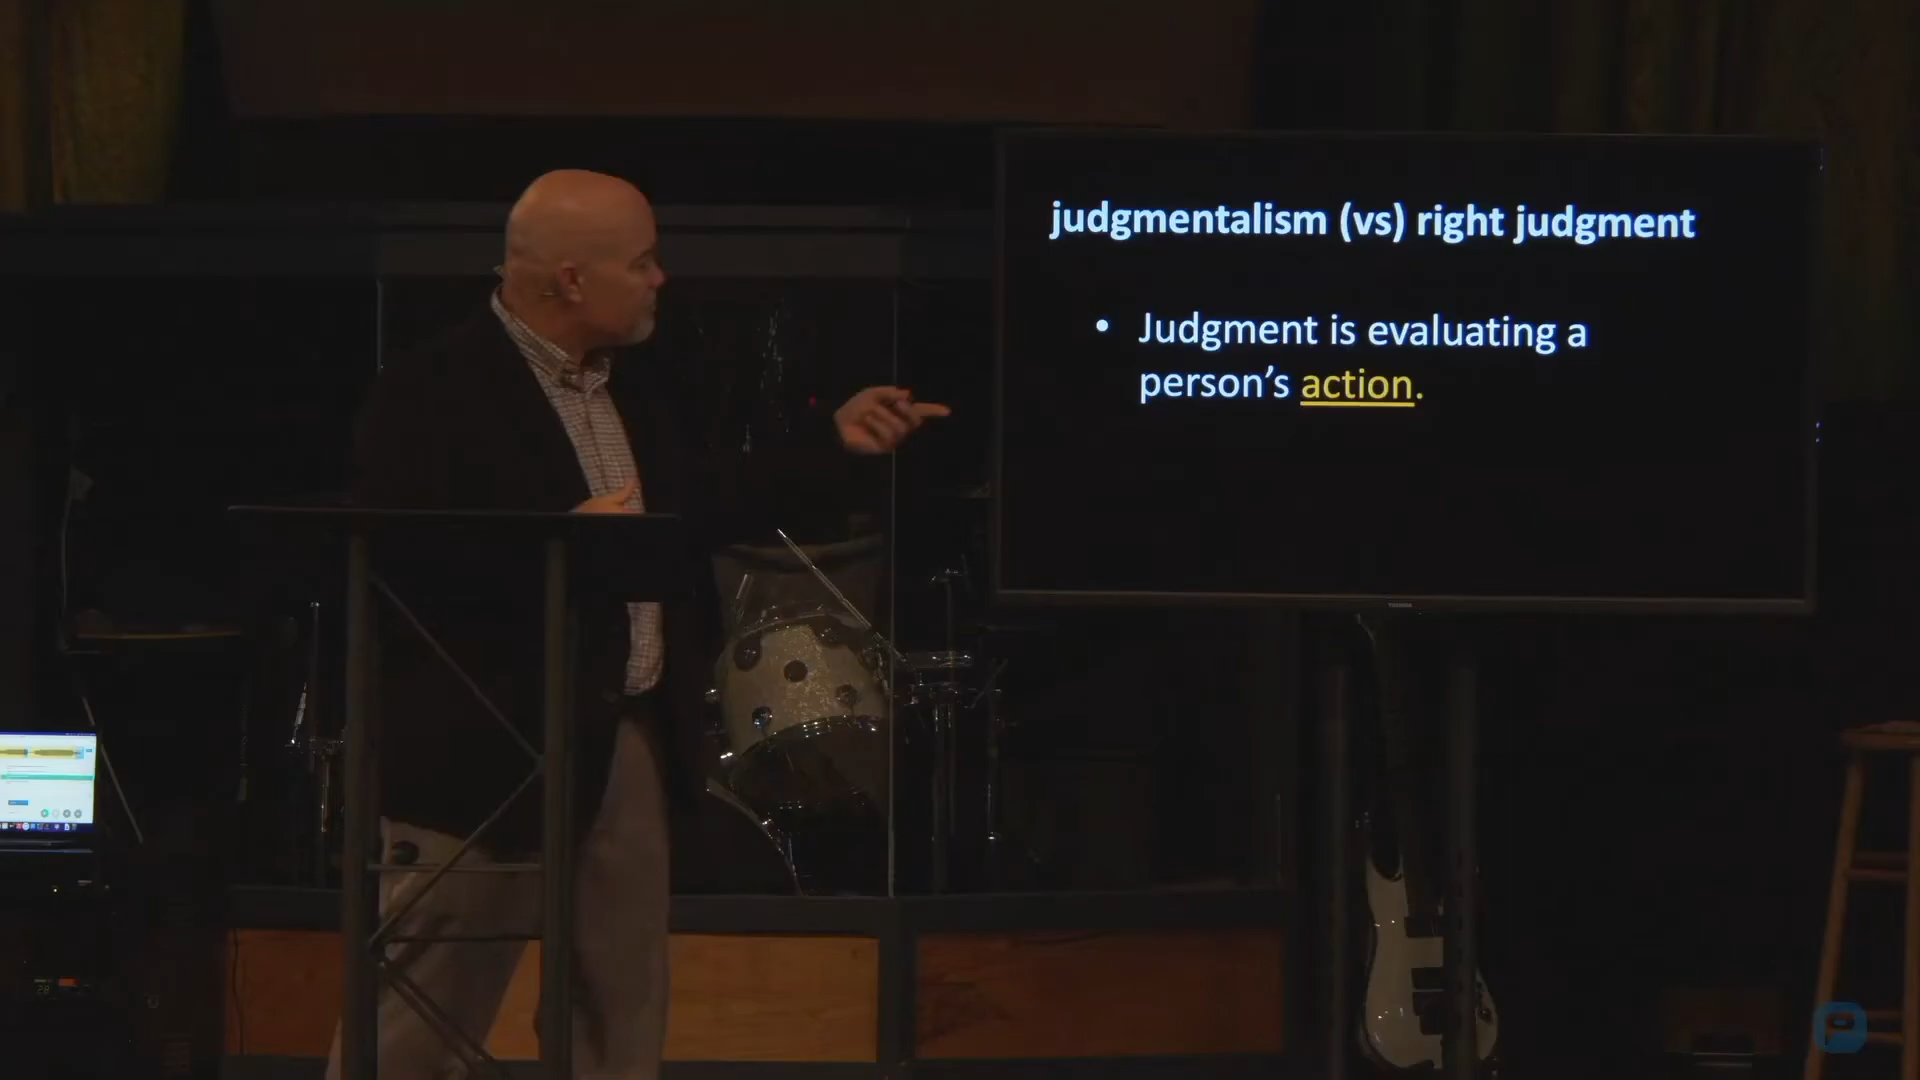 judgmentalism (vs) right judgment
• Judgment is evaluating a
person’s action.